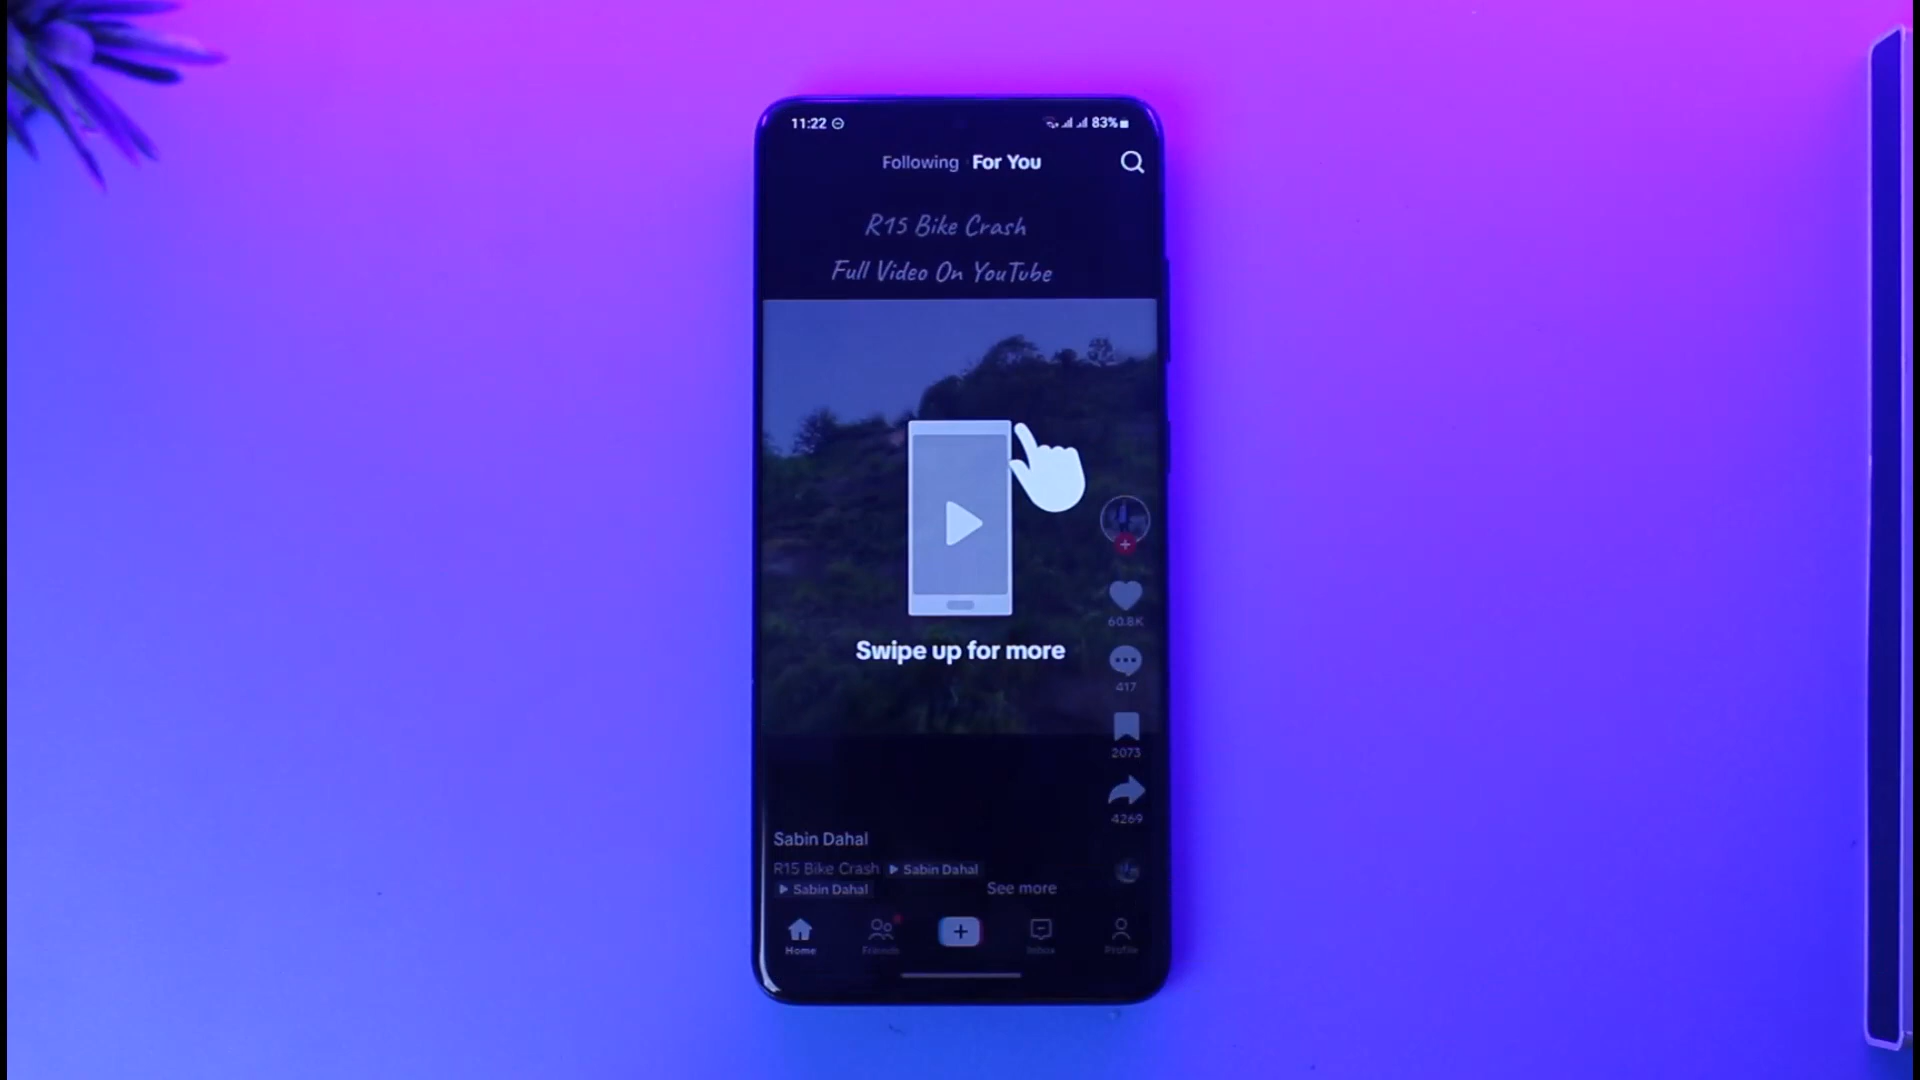 11:22 83%
Following For You
R15 Bike Crash
Full Video On YouTube
Swipe up for more
60.8K
417
2073
4269
Sabin Dahal
R15 Bike Crash Sabin Dahal
Sabin Dahal See more
Home Friends Inbox Profile